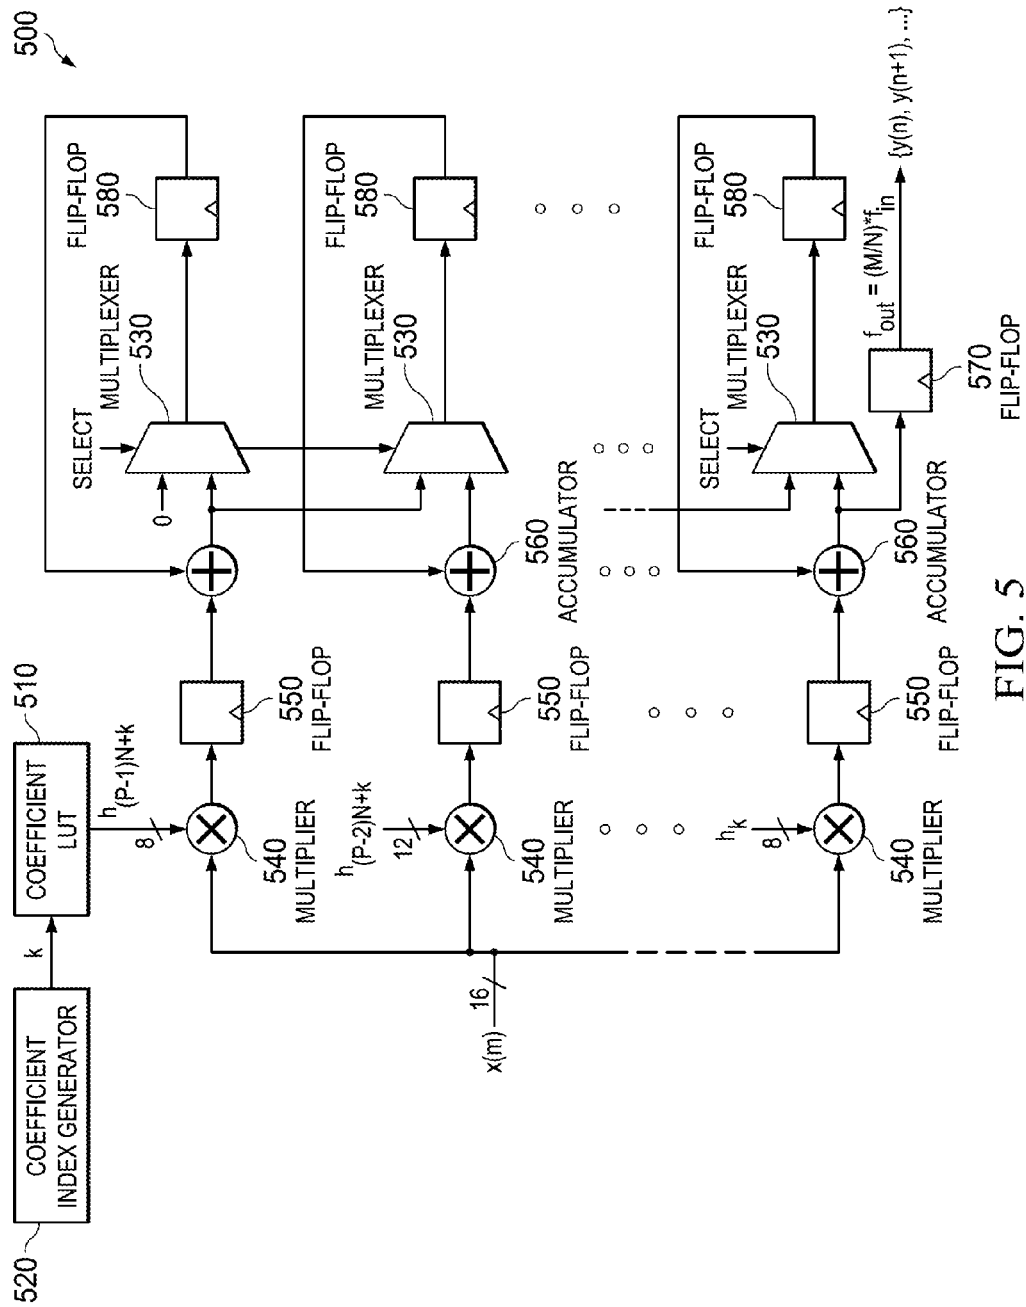 500
520
COEFFICIENT
INDEX GENERATOR
k
COEFFICIENT
LUT
510
h(P-1)N+k
8
540
MULTIPLIER
550
FLIP-FLOP
0
SELECT
MULTIPLEXER
530
FLIP-FLOP
580
x(m)
16
h(P-2)N+k
12
540
MULTIPLIER
550
FLIP-FLOP
560
ACCUMULATOR
MULTIPLEXER
530
FLIP-FLOP
580
hk
8
540
MULTIPLIER
550
FLIP-FLOP
560
ACCUMULATOR
SELECT
MULTIPLEXER
530
FLIP-FLOP
580
570
FLIP-FLOP
fout = (M/N)*fin
{y(n), y(n+1), ...}
FIG. 5